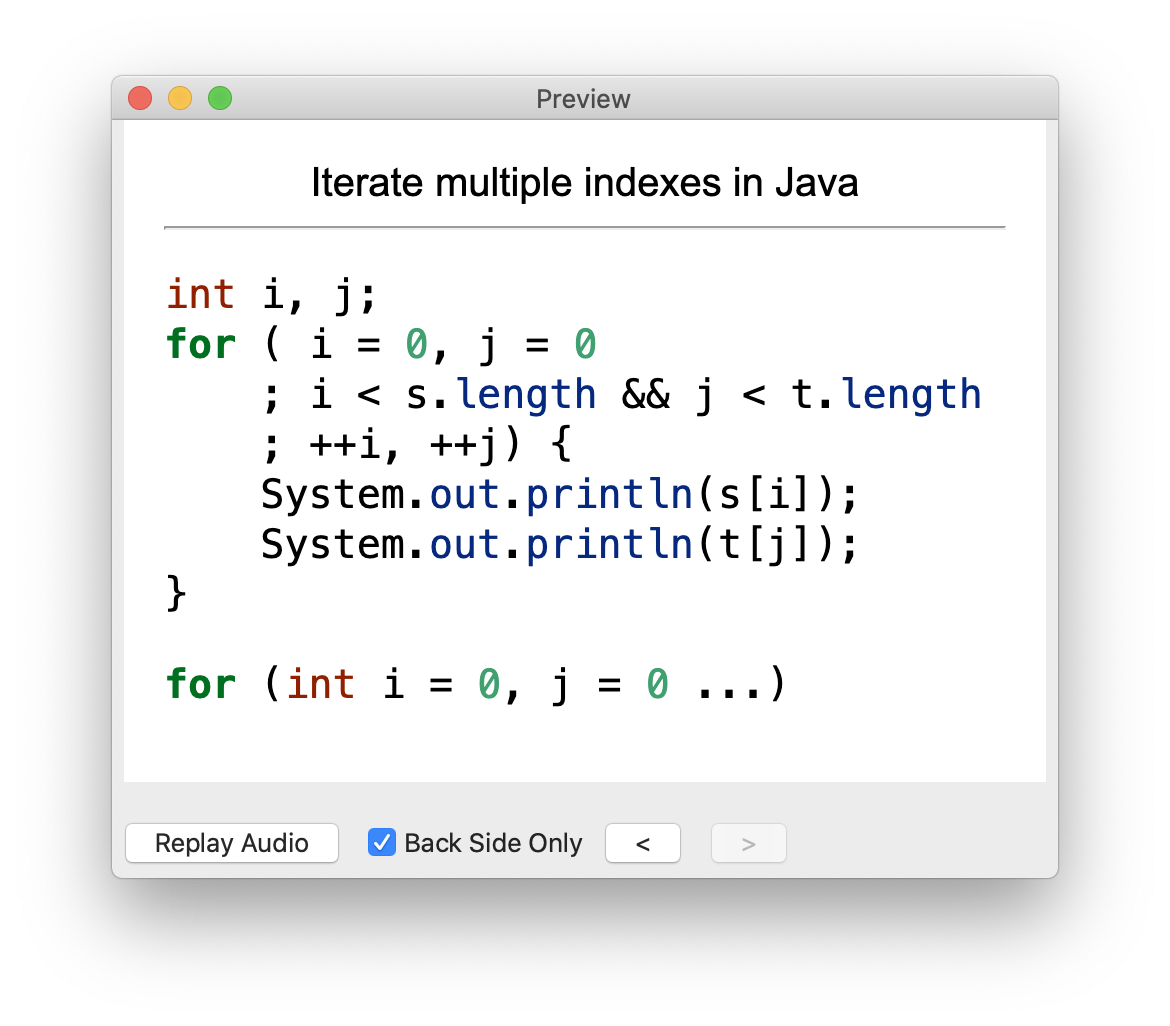 Preview
Iterate multiple indexes in Java
int i, j;
for ( i = 0, j = 0
    ; i < s.length && j < t.length
    ; ++i, ++j) {
    System.out.println(s[i]);
    System.out.println(t[j]);
}
for (int i = 0, j = 0 ...)
Replay Audio Back Side Only < >